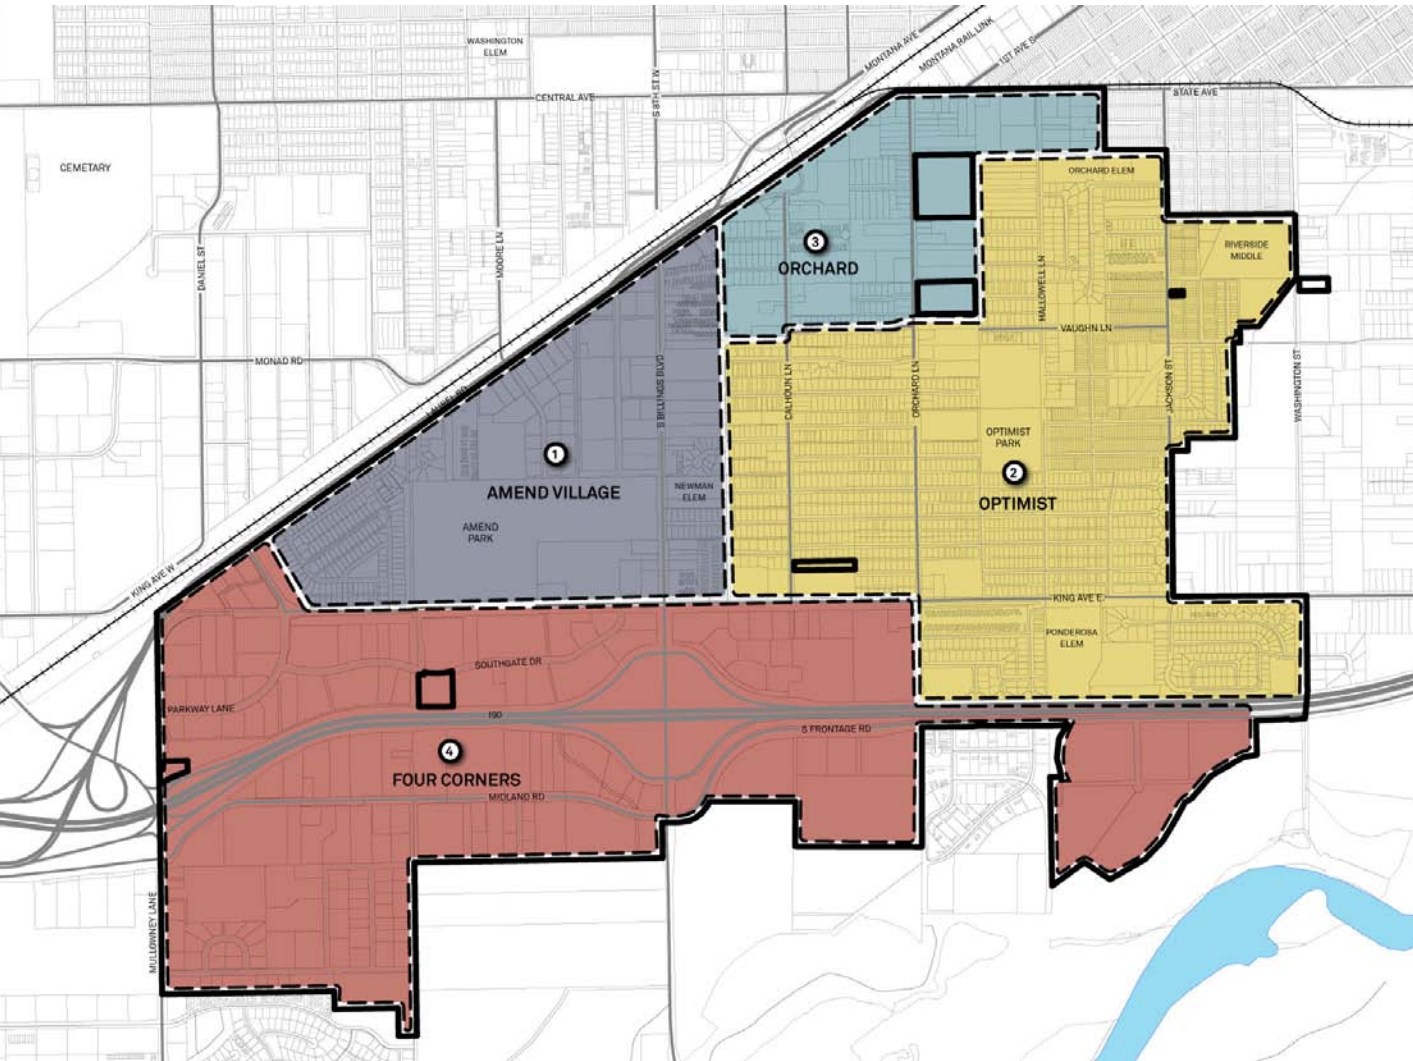 WASHINGTON
ELEM
MONTANA AVE
MONTANA RAIL LINK
1ST AVE S
STATE AVE
CENTRAL AVE
S 8TH ST W
CEMETARY
ORCHARD ELEM
DANIEL ST
MOORE LN
3
ORCHARD
HALLOWELL LN
RIVERSIDE
MIDDLE
VAUGHN LN
MONAD RD
S BILLINGS BLVD
CALHOUN LN
ORCHARD LN
JACKSON ST
WASHINGTON ST
OPTIMIST
PARK
1
AMEND VILLAGE
NEWMAN
ELEM
2
OPTIMIST
AMEND
PARK
KING AVE W
KING AVE E
PONDEROSA
ELEM
SOUTHGATE DR
PARKWAY LANE
I90
S FRONTAGE RD
4
FOUR CORNERS
MIDLAND RD
MULLOWNEY LANE